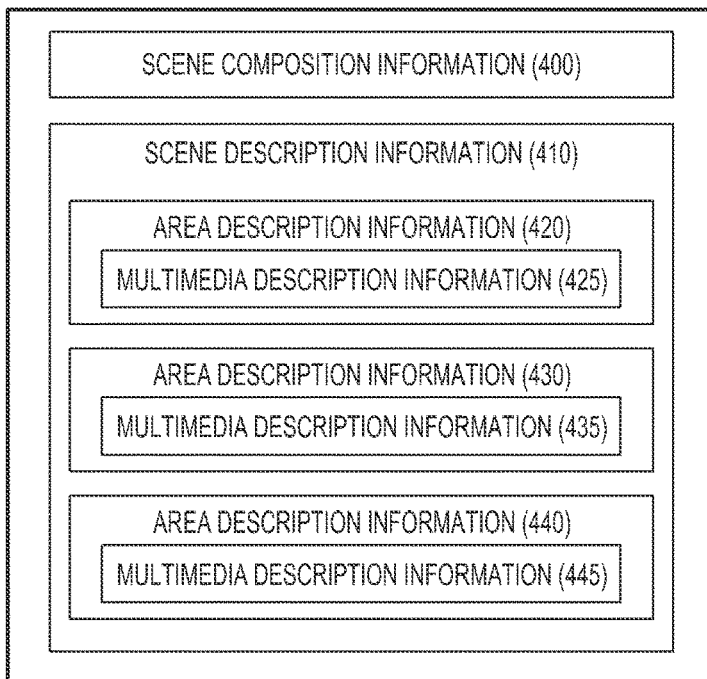 SCENE COMPOSITION INFORMATION (400)
SCENE DESCRIPTION INFORMATION (410)
AREA DESCRIPTION INFORMATION (420)
MULTIMEDIA DESCRIPTION INFORMATION (425)
AREA DESCRIPTION INFORMATION (430)
MULTIMEDIA DESCRIPTION INFORMATION (435)
AREA DESCRIPTION INFORMATION (440)
MULTIMEDIA DESCRIPTION INFORMATION (445)